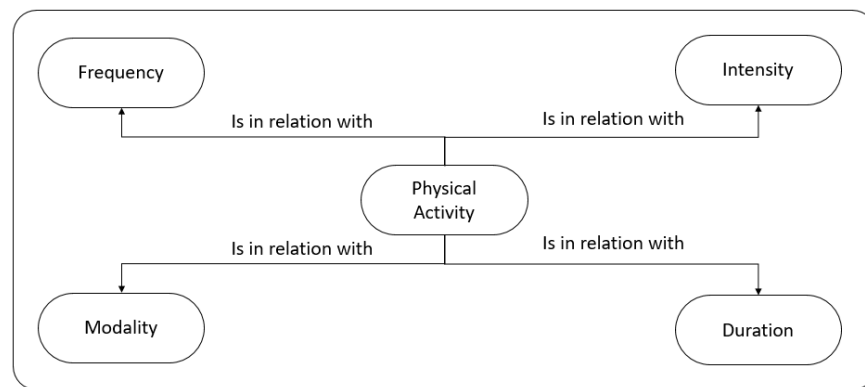 Frequency
Intensity
Is in relation with
Is in relation with
Physical
Activity
Is in relation with
Is in relation with
Modality
Duration